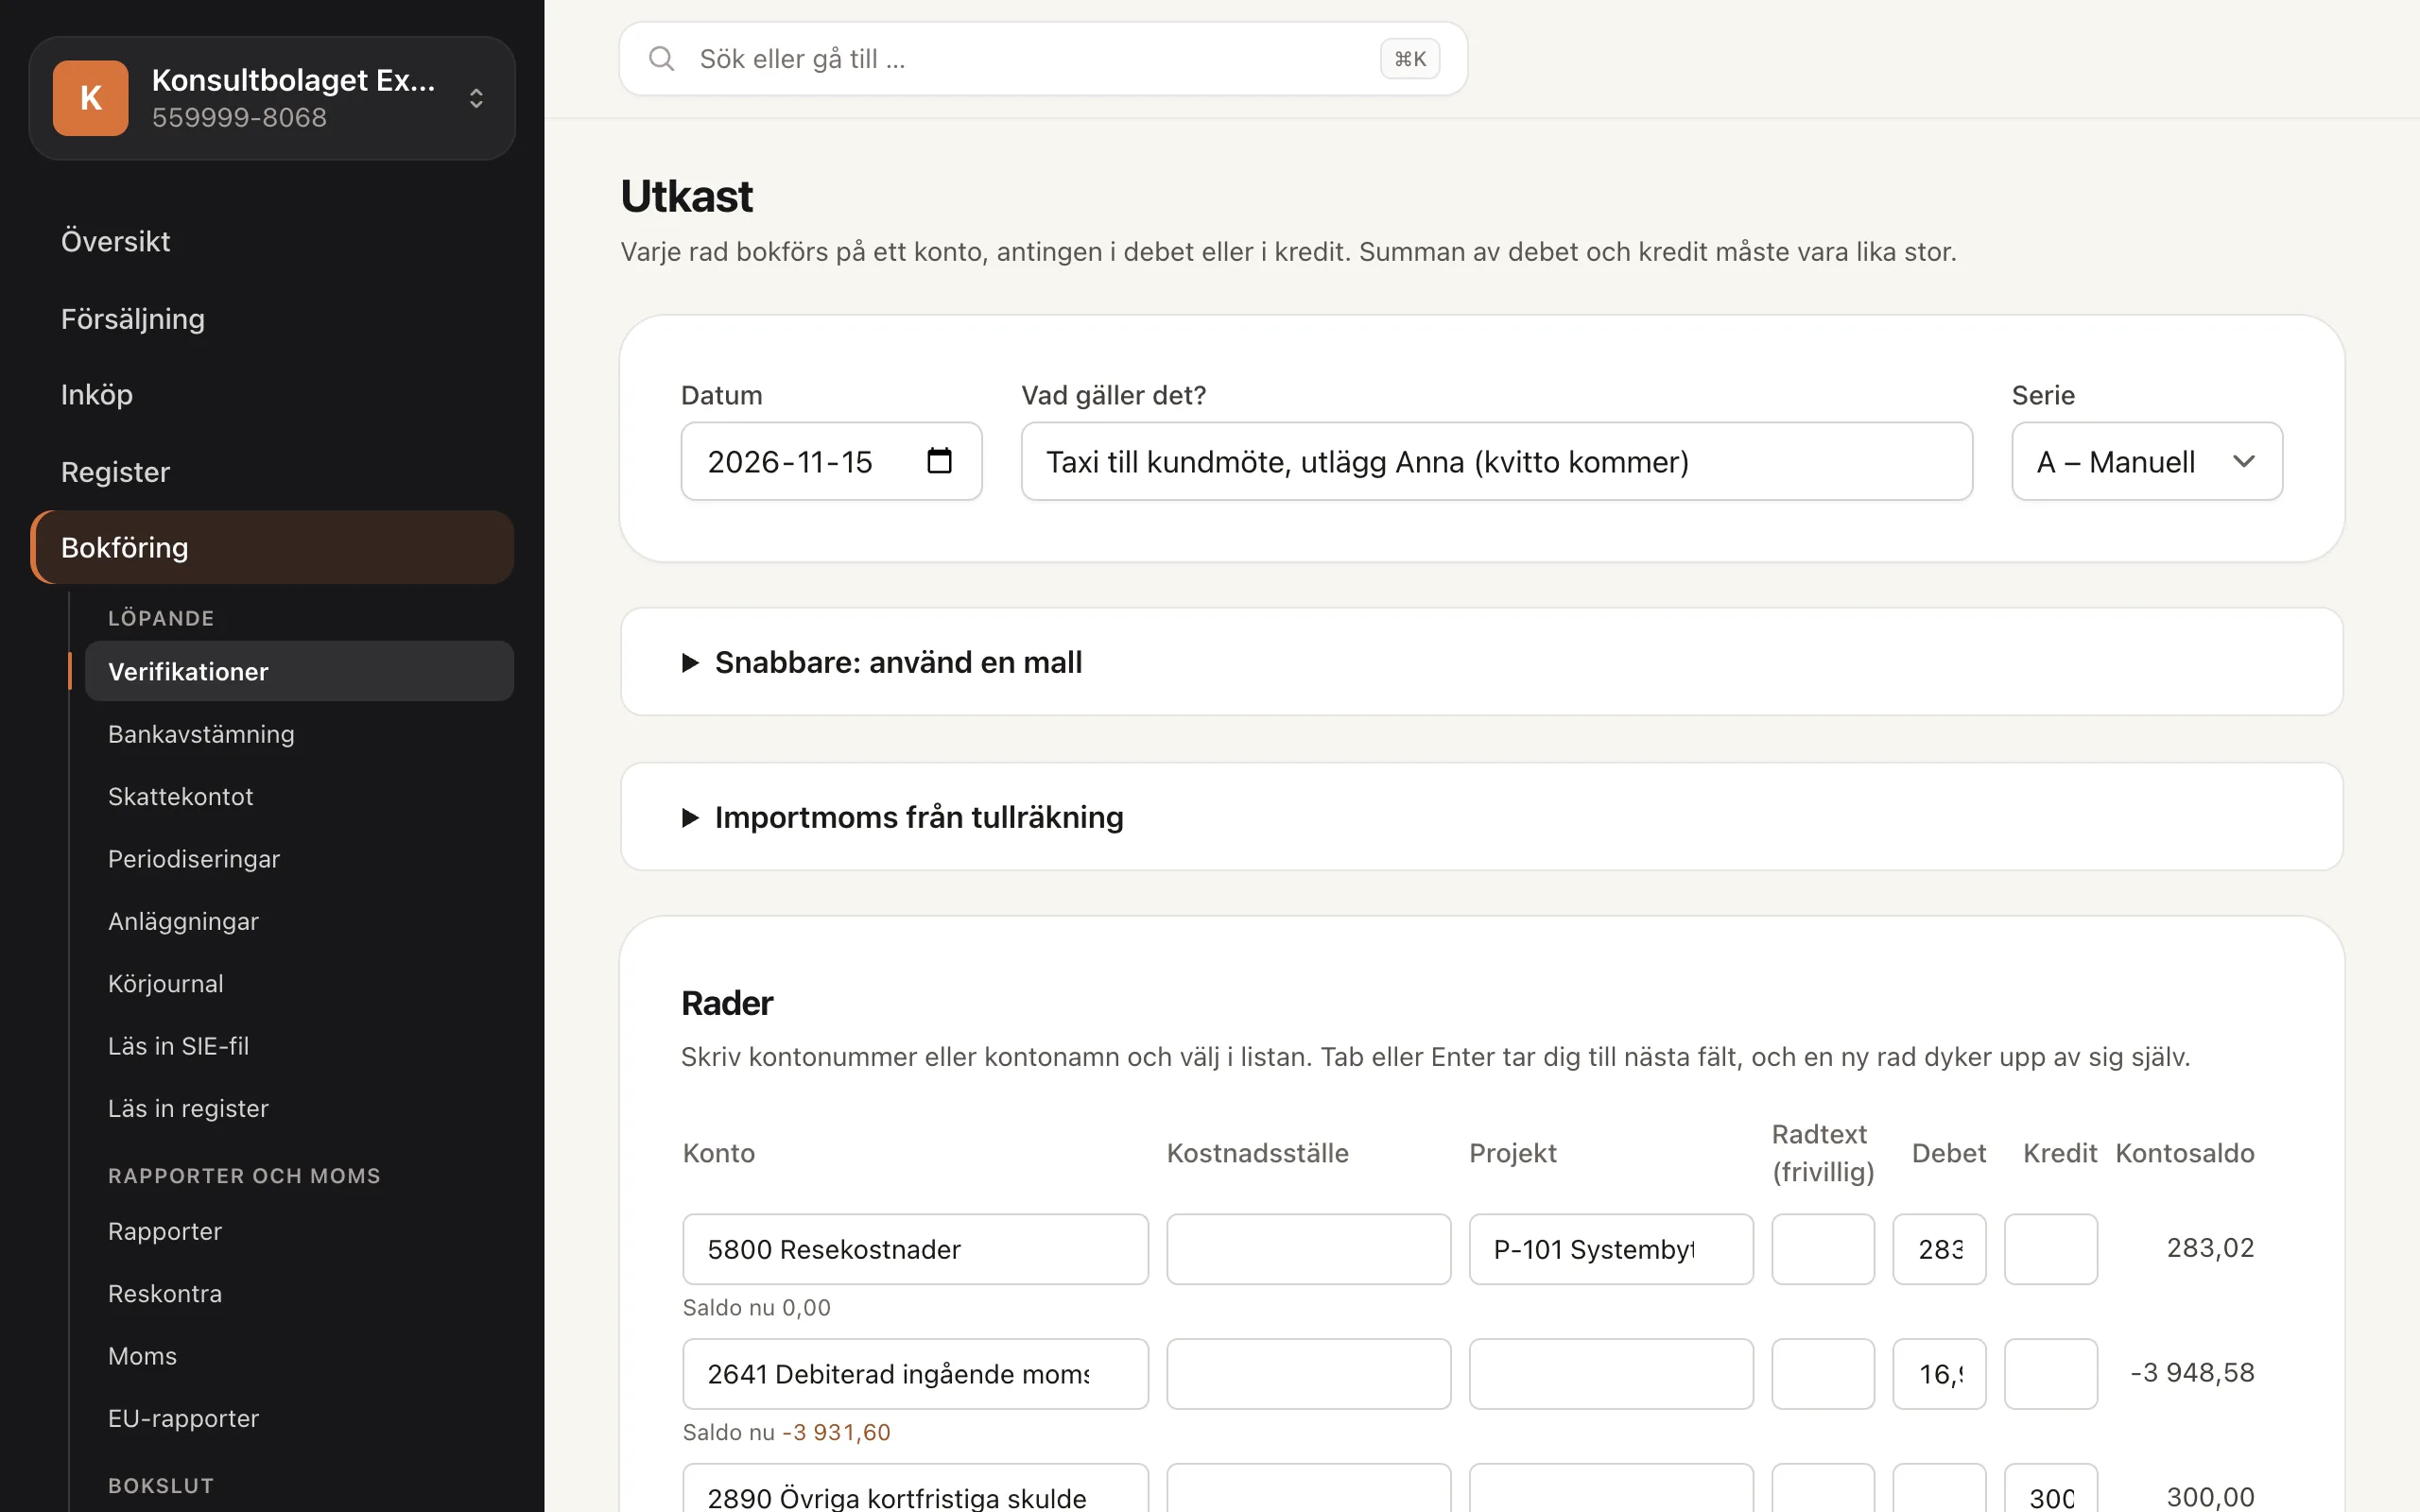 K
Konsultbolaget Ex...
559999-8068
Översikt
Försäljning
Inköp
Register
Bokföring
LÖPANDE
Verifikationer
Bankavstämning
Skattekontot
Periodiseringar
Anläggningar
Körjournal
Läs in SIE-fil
Läs in register
RAPPORTER OCH MOMS
Rapporter
Reskontra
Moms
EU-rapporter
BOKSLUT
Sök eller gå till ...
⌘K
Utkast
Varje rad bokförs på ett konto, antingen i debet eller i kredit. Summan av debet och kredit måste vara lika stor.
Datum
Vad gäller det?
Serie
2026-11-15
Taxi till kundmöte, utlägg Anna (kvitto kommer)
A – Manuell
Snabbare: använd en mall
Importmoms från tullräkning
Rader
Skriv kontonummer eller kontonamn och välj i listan. Tab eller Enter tar dig till nästa fält, och en ny rad dyker upp av sig själv.
Konto Kostnadsställe Projekt Radtext (frivillig) Debet Kredit Kontosaldo
5800 Resekostnader P-101 Systemby 283 283,02
Saldo nu 0,00
2641 Debiterad ingående moms 16, -3 948,58
Saldo nu -3 931,60
2890 Övriga kortfristiga skulde 300 300,00